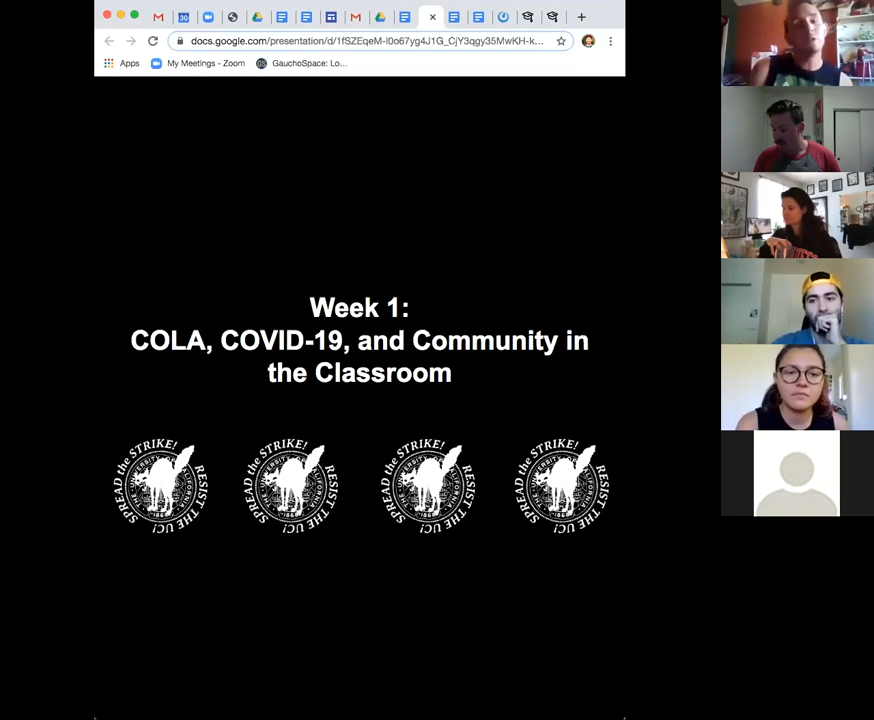 docs.google.com/presentation/d/1fSZEqeM-I0o67yg4J1G_CjY3qgy35MwKH-k...
Apps My Meetings - Zoom GauchoSpace: Lo...
Week 1:
COLA, COVID-19, and Community in
the Classroom
SPREAD the STRIKE! RESIST THE UC!
SPREAD the STRIKE! RESIST THE UC!
SPREAD the STRIKE! RESIST THE UC!
SPREAD the STRIKE! RESIST THE UC!